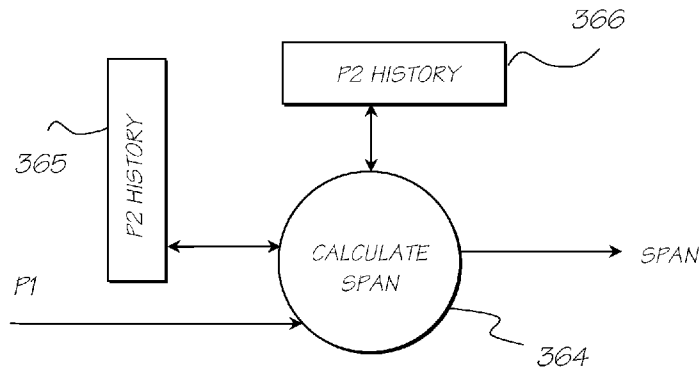 366
P2 HISTORY
365
P2 HISTORY
CALCULATE
SPAN
SPAN
P1
364